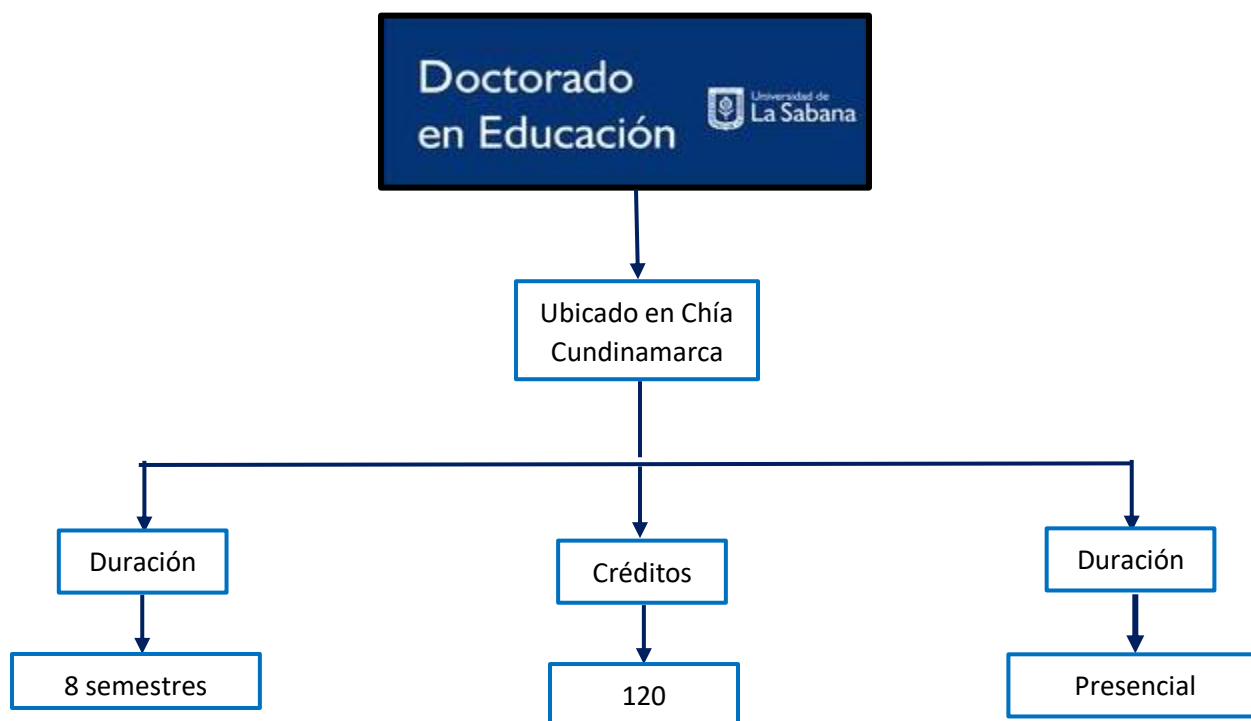 Doctorado
en Educación
Universidad de
La Sabana
Ubicado en Chía
Cundinamarca
Duración
Créditos
Duración
8 semestres
120
Presencial